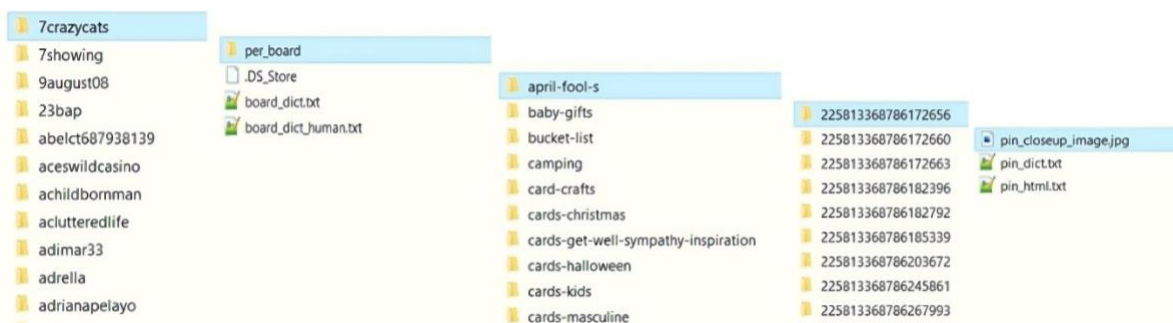 7crazycats
7showing
9august08
23bap
abelct687938139
aceswildcasino
achildbornman
aclutteredlife
adimar33
adrella
adrianapelayo
per_board
.DS_Store
board_dict.txt
board_dict_human.txt
april-fool-s
baby-gifts
bucket-list
camping
card-crafts
cards-christmas
cards-get-well-sympathy-inspiration
cards-halloween
cards-kids
cards-masculine
225813368786172656
225813368786172660
225813368786172663
225813368786182396
225813368786182792
225813368786185339
225813368786203672
225813368786245861
225813368786267993
pin_closeup_image.jpg
pin_dict.txt
pin_html.txt